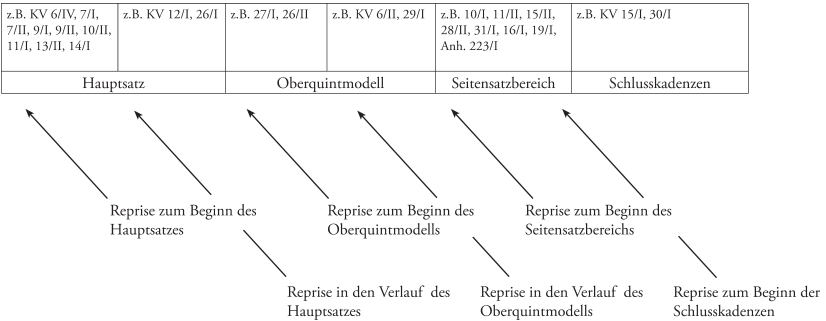 z.B. KV 6/IV, 7/I,
7/II, 9/I, 9/II, 10/II,
11/I, 13/II, 14/I
z.B. KV 12/I, 26/I
z.B. 27/I, 26/II
z.B. KV 6/II, 29/I
z.B. 10/I, 11/II, 15/II,
28/II, 31/I, 16/I, 19/I,
Anh. 223/I
z.B. KV 15/I, 30/I
Hauptsatz
Oberquintmodell
Seitensatzbereich
Schlusskadenzen
Reprise zum Beginn des
Hauptsatzes
Reprise zum Beginn des
Oberquintmodells
Reprise zum Beginn des
Seitensatzbereichs
Reprise in den Verlauf des
Hauptsatzes
Reprise in den Verlauf des
Oberquintmodells
Reprise zum Beginn der
Schlusskadenzen